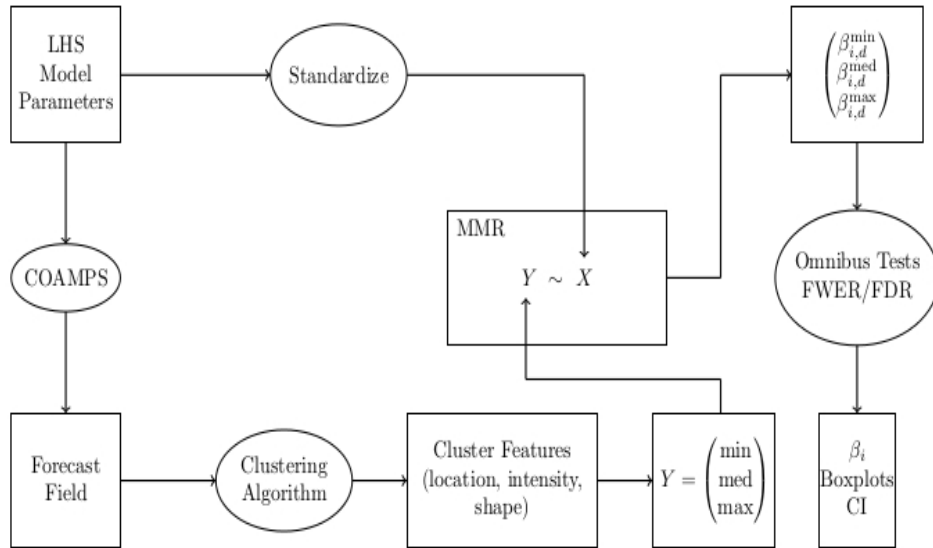 LHS
Model
Parameters
Standardize
β_{i,d}^{min}
β_{i,d}^{med}
β_{i,d}^{max}
MMR
Y ∼ X
COAMPS
Omnibus Tests
FWER/FDR
Forecast
Field
Clustering
Algorithm
Cluster Features
(location, intensity,
shape)
min
Y = med
max
β_i
Boxplots
CI